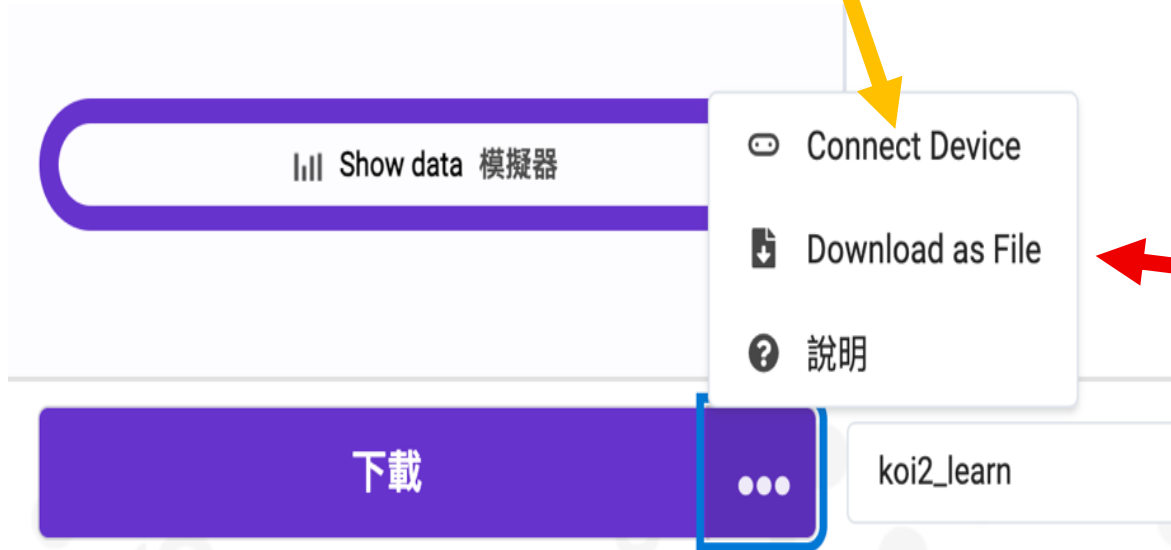 Show data 模擬器
Connect Device
Download as File
說明
下載
koi2_learn